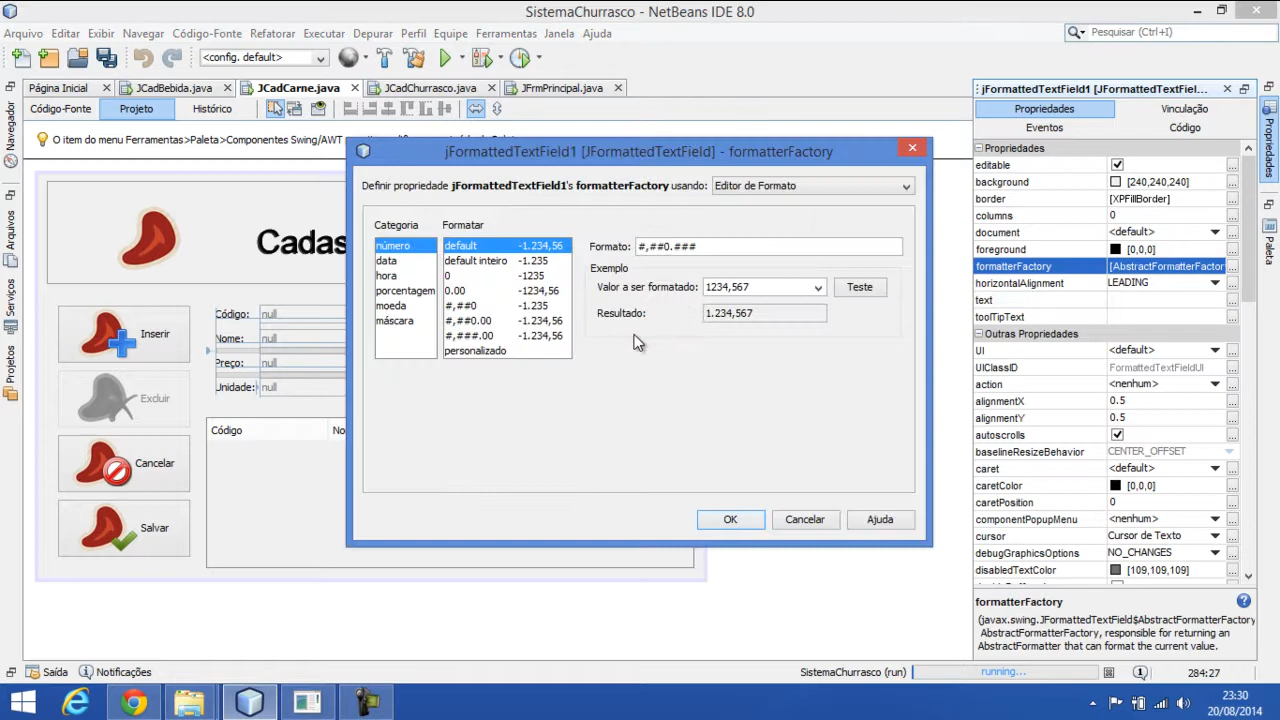 SistemaChurrasco - NetBeans IDE 8.0
Arquivo Editar Exibir Navegar Código-Fonte Refatorar Executar Depurar Perfil Equipe Ferramentas Janela Ajuda
Pesquisar (Ctrl+I)
<config. default>
Página Inicial JCadBebida.java JCadCarne.java JCadChurrasco.java JFrmPrincipal.java
Código-Fonte Projeto Histórico
O item do menu Ferramentas>Paleta>Componentes Swing/AWT
Navegador
Arquivos
Serviços
Projetos
Cadas
Inserir
Excluir
Cancelar
Salvar
Código: null
Nome: null
Preço: null
Unidade: null
Código No
jFormattedTextField1 [JFormattedTextField] - formatterFactory
Definir propriedade jFormattedTextField1's formatterFactory usando: Editor de Formato
Categoria
número
data
hora
porcentagem
moeda
máscara
Formatar
default -1.234,56
default inteiro -1.235
0 -1235
0.00 -1234,56
#,##0 -1.235
#,##0.00 -1.234,56
#,###.00 -1.234,56
personalizado
Formato: #,##0.###
Exemplo
Valor a ser formatado: 1234,567 Teste
Resultado: 1.234,567
OK Cancelar Ajuda
jFormattedTextField1 [JFormattedTextField...
Propriedades Vinculação
Eventos Código
Propriedades
editable
background [240,240,240]
border [XPFillBorder]
columns 0
document <default>
foreground [0,0,0]
formatterFactory [AbstractFormatterFactor
horizontalAlignment LEADING
text
toolTipText
Outras Propriedades
UI <default>
UIClassID FormattedTextFieldUI
action <nenhum>
alignmentX 0.5
alignmentY 0.5
autoscrolls
baselineResizeBehavior CENTER_OFFSET
caret <default>
caretColor [0,0,0]
caretPosition 0
componentPopupMenu <nenhum>
cursor Cursor de Texto
debugGraphicsOptions NO_CHANGES
disabledTextColor [109,109,109]
formatterFactory
(javax.swing.JFormattedTextField$AbstractFormatterFactory
AbstractFormatterFactory, responsible for returning an
AbstractFormatter that can format the current value.
Propriedades
Paleta
Saída Notificações
SistemaChurrasco (run) running... 284:27
23:30
20/08/2014